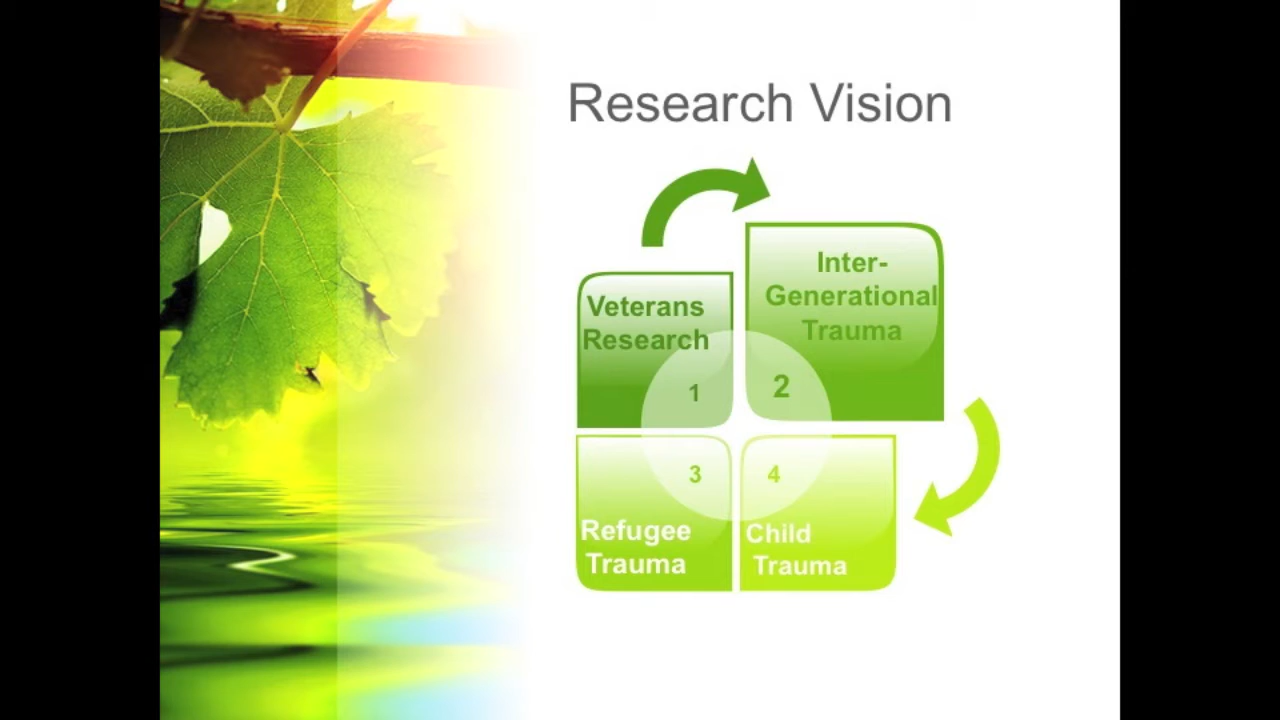 Research Vision
Veterans
Research
1
Inter-
Generational
Trauma
2
3
Refugee
Trauma
4
Child
Trauma